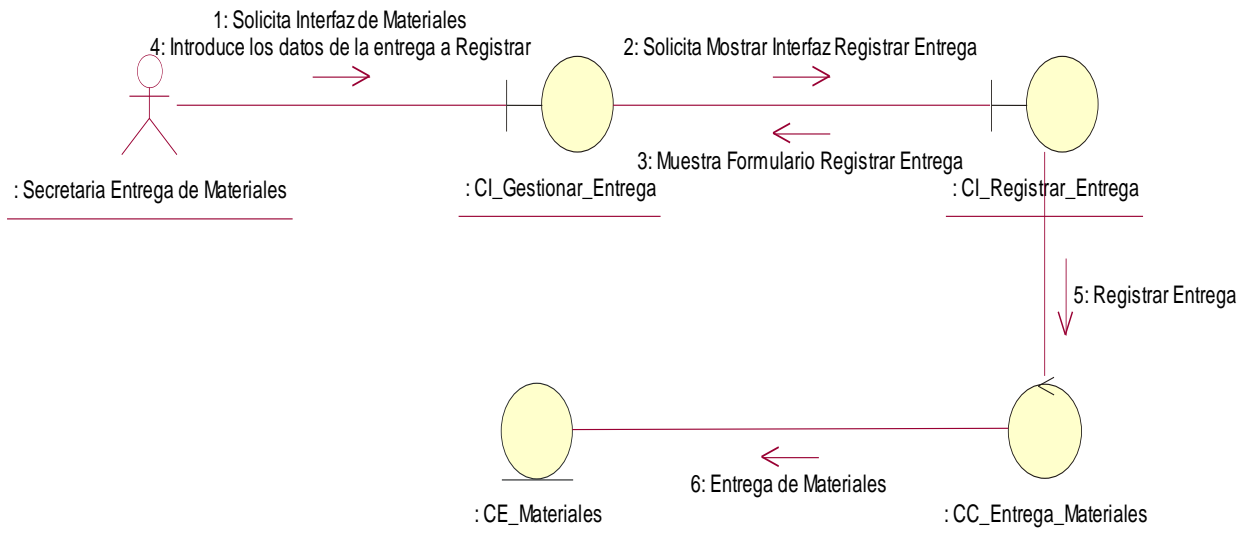 1: Solicita Interfaz de Materiales
4: Introduce los datos de la entrega a Registrar
2: Solicita Mostrar Interfaz Registrar Entrega
3: Muestra Formulario Registrar Entrega
: Secretaria Entrega de Materiales
: CI_Gestionar_Entrega
: CI_Registrar_Entrega
5: Registrar Entrega
6: Entrega de Materiales
: CE_Materiales
: CC_Entrega_Materiales